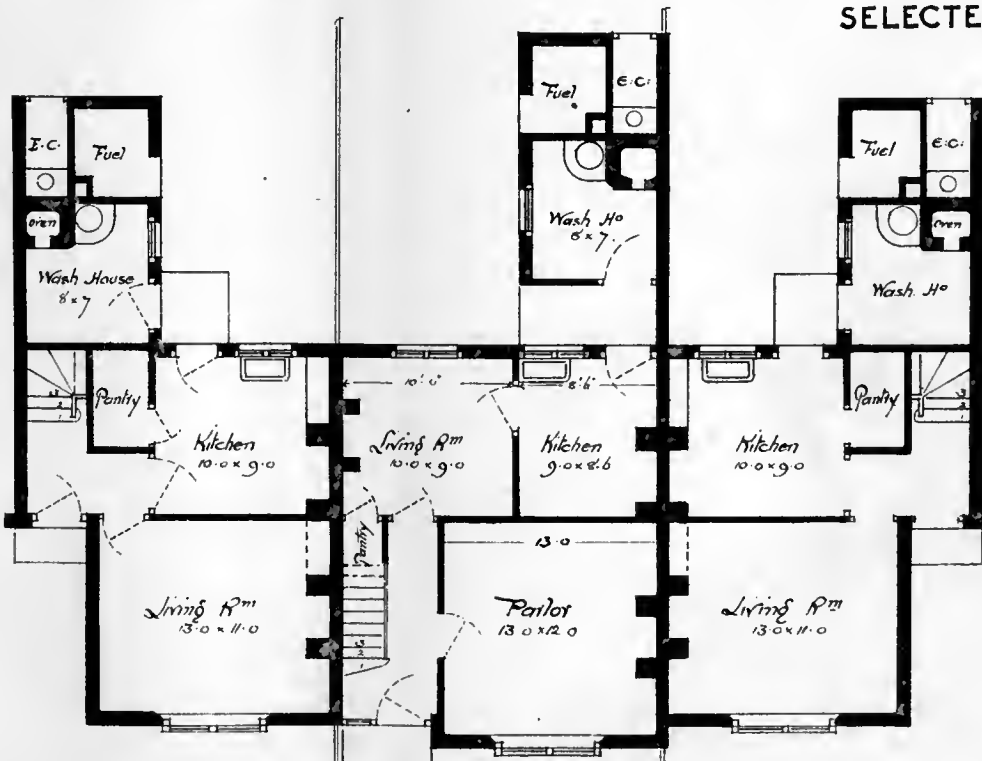 SELECTE
E.C.
Fuel
Oven
Wash House
8 x 7
Pantry
Kitchen
10.0 x 9.0
Living Rm
13.0 x 11.0
Fuel
E.C.
Wash Ho
8 x 7
10'.0"
8'.6
Living Rm
10.0 x 9.0
Kitchen
9.0 x 8.6
Pantry
13.0
Parlor
13.0 x 12.0
Fuel
E.C.
Oven
Wash. Ho
Kitchen
10.0 x 9.0
Pantry
Living Rm
13.0 x 11.0